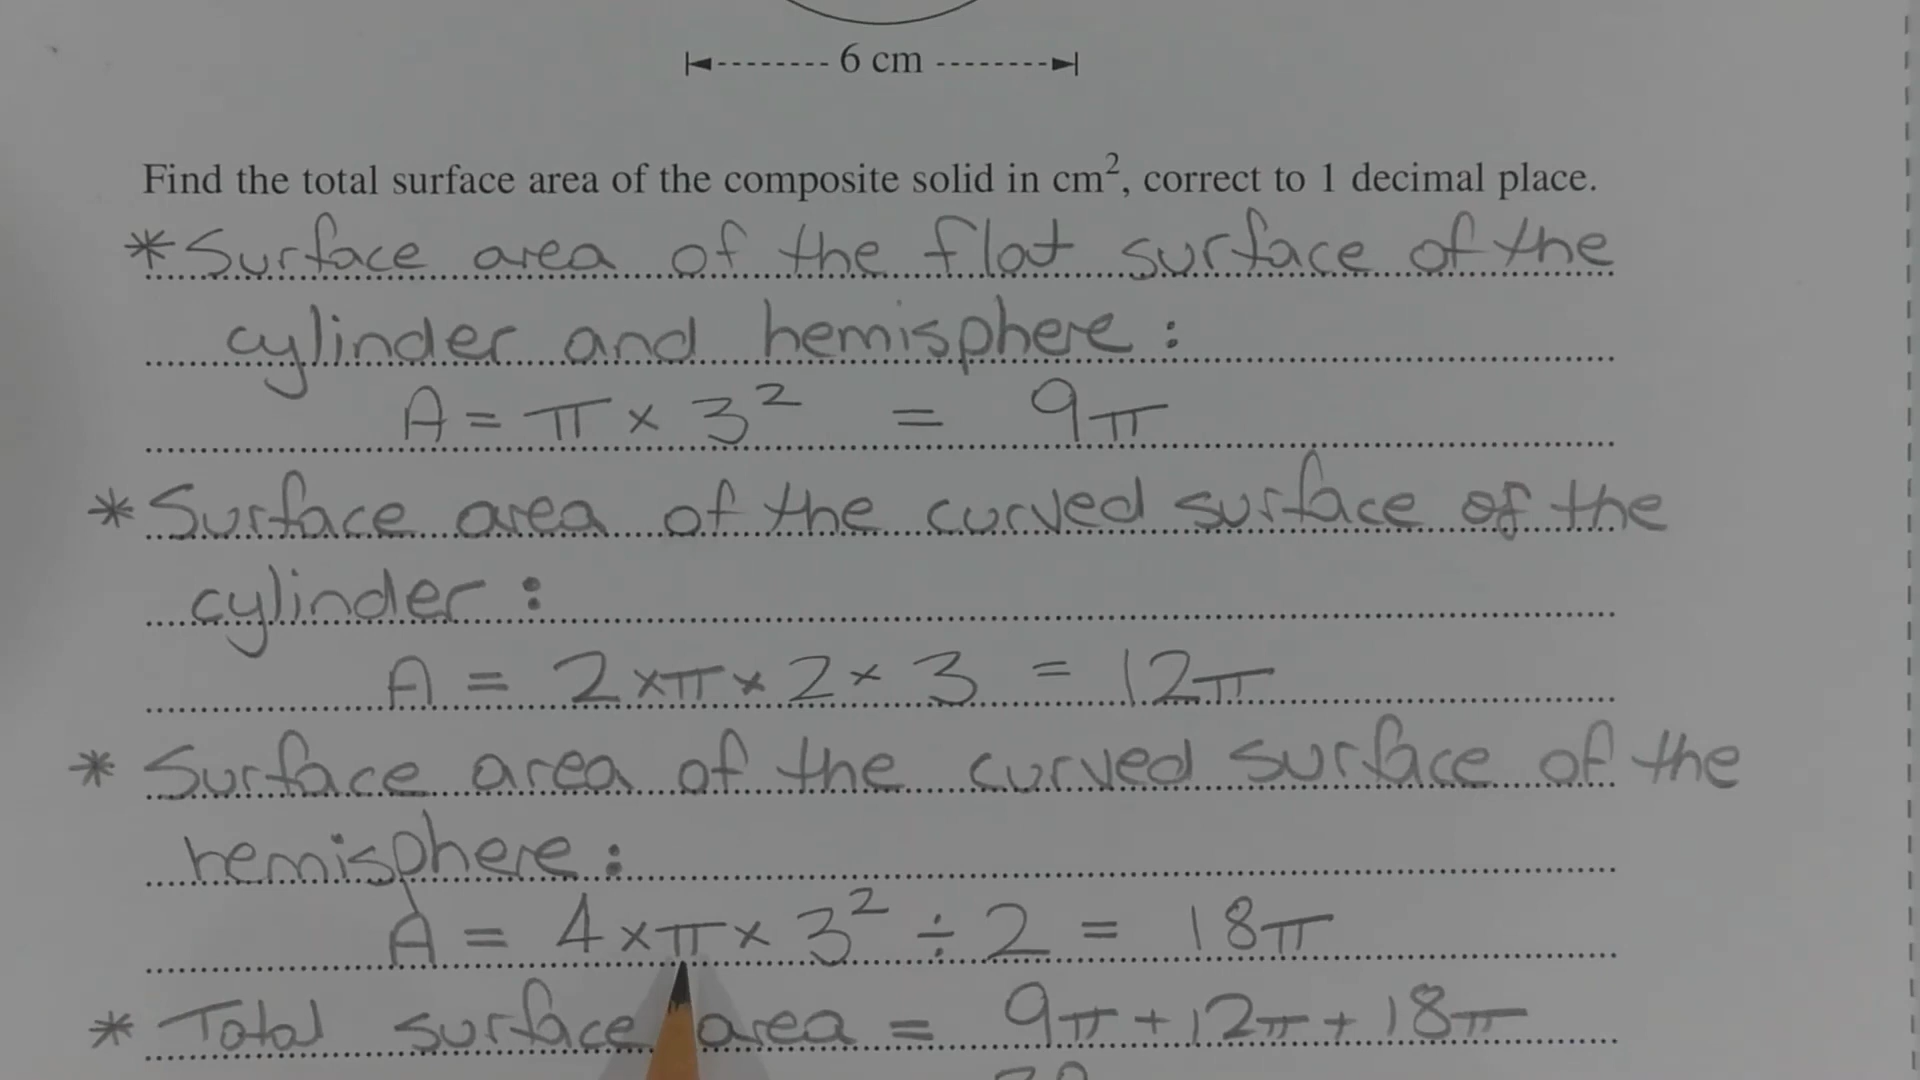 6 cm
Find the total surface area of the composite solid in cm², correct to 1 decimal place.
* Surface area of the flat surface of the
cylinder and hemisphere :
A = π × 3² = 9π
* Surface area of the curved surface of the
cylinder :
A = 2 × π × 2 × 3 = 12π
* Surface area of the curved surface of the
hemisphere :
A = 4 × π × 3² ÷ 2 = 18π
* Total surface area = 9π + 12π + 18π